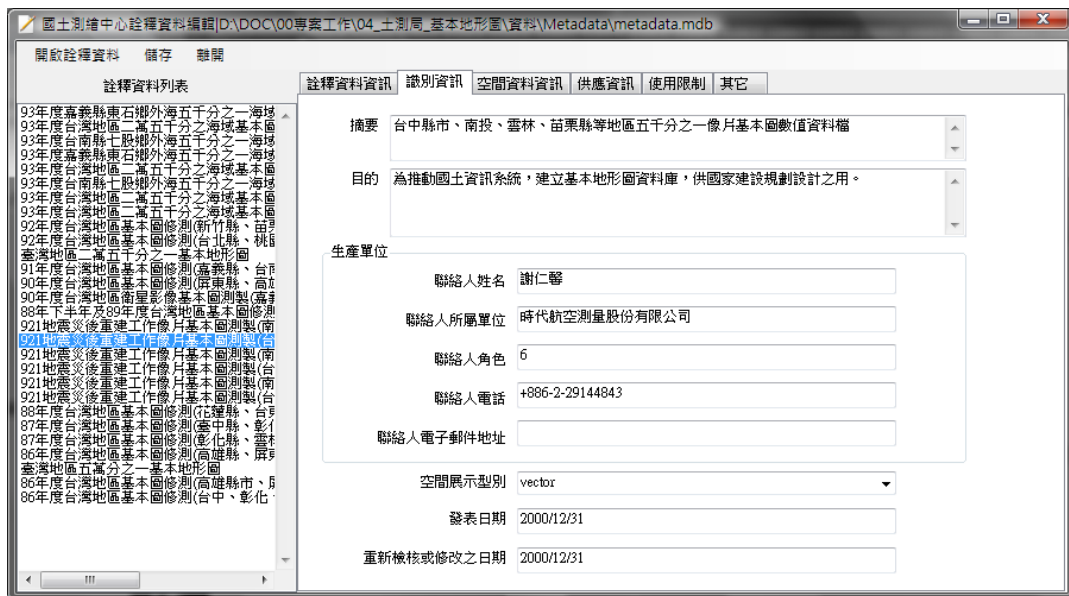 國土測繪中心詮釋資料編輯|D:\DOC\00專案工作\04_土測局_基本地形圖\資料\Metadata\metadata.mdb
開啟詮釋資料 儲存 離開
詮釋資料列表
詮釋資料資訊 識別資訊 空間資料資訊 供應資訊 使用限制 其它
93年度嘉義縣東石鄉外海五千分之一海域
93年度台灣地區二萬五千分之海域基本圖
93年度台南縣七股鄉外海五千分之一海域
93年度嘉義縣東石鄉外海五千分之一海域
93年度台灣地區二萬五千分之海域基本圖
93年度台南縣七股鄉外海五千分之一海域
93年度台灣地區二萬五千分之海域基本圖
93年度台灣地區二萬五千分之海域基本圖
92年度台灣地區基本圖修測(新竹縣、苗栗
92年度台灣地區基本圖修測(台北縣、桃園
臺灣地區二萬五千分之一基本地形圖
91年度台灣地區基本圖修測(嘉義縣、台南
90年度台灣地區基本圖修測(屏東縣、高雄
90年度台灣地區衛星影像基本圖測製(嘉義
88年下半年及89年度台灣地區基本圖修測
921地震災後重建工作像片基本圖測製(南
921地震災後重建工作像片基本圖測製(台
921地震災後重建工作像片基本圖測製(南
921地震災後重建工作像片基本圖測製(台
921地震災後重建工作像片基本圖測製(南
921地震災後重建工作像片基本圖測製(台
88年度台灣地區基本圖修測(花蓮縣、台東
87年度台灣地區基本圖修測(臺中縣、彰化
87年度台灣地區基本圖修測(彰化縣、雲林
86年度台灣地區基本圖修測(高雄縣、屏東
臺灣地區五萬分之一基本地形圖
86年度台灣地區基本圖修測(高雄縣市、屏
86年度台灣地區基本圖修測(台中、彰化、
摘要 台中縣市、南投、雲林、苗栗縣等地區五千分之一像片基本圖數值資料檔
目的 為推動國土資訊系統，建立基本地形圖資料庫，供國家建設規劃設計之用。
生產單位
聯絡人姓名 謝仁馨
聯絡人所屬單位 時代航空測量股份有限公司
聯絡人角色 6
聯絡人電話 +886-2-29144843
聯絡人電子郵件地址
空間展示型別 vector
發表日期 2000/12/31
重新檢核或修改之日期 2000/12/31